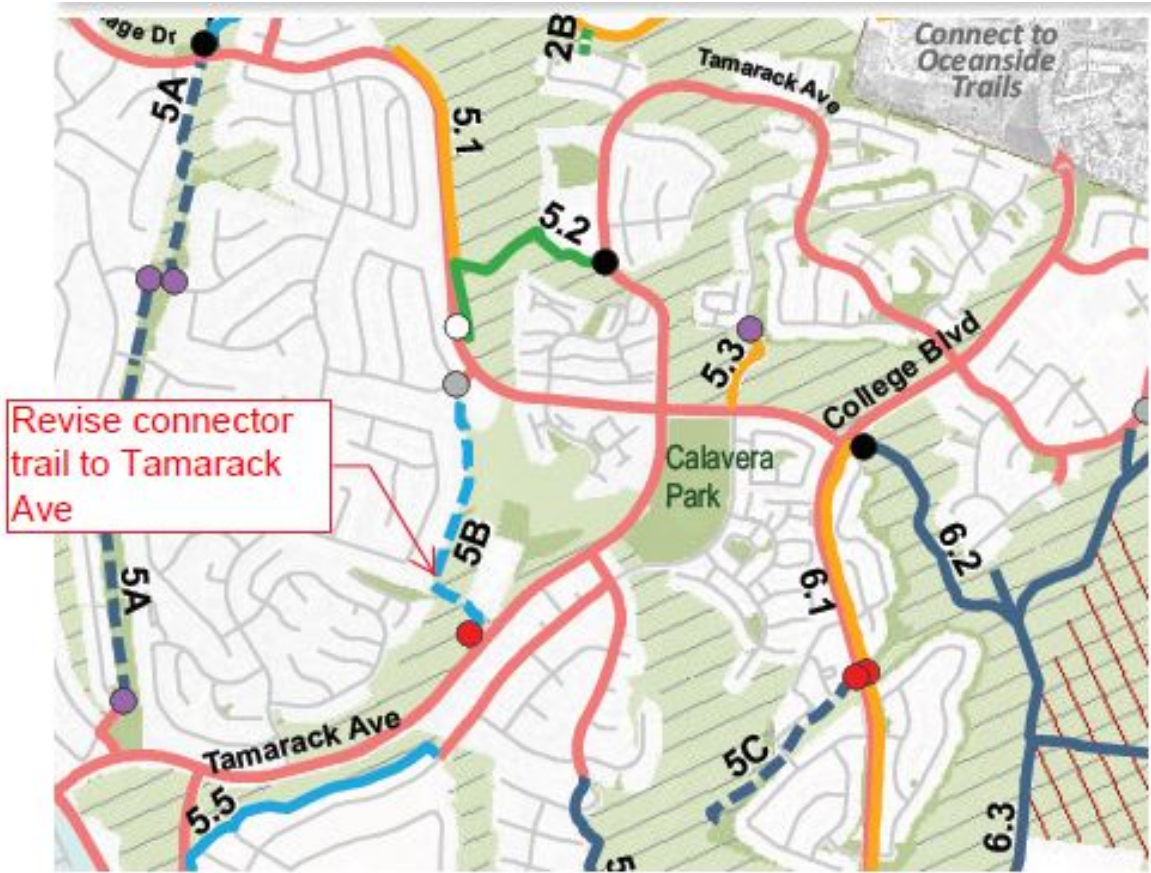 age Dr
2B
Connect to
Oceanside
Trails
Tamarack Ave
5A
5.1
5.2
5.3
College Blvd
Revise connector
trail to Tamarack
Ave
Calavera
Park
5B
6.2
5A
6.1
Tamarack Ave
5C
5.5
6.3
5